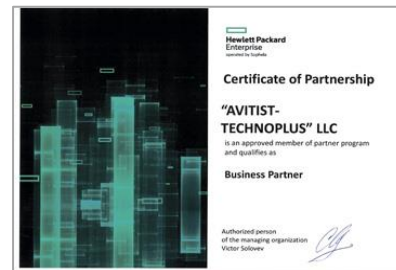 Hewlett Packard
Enterprise
operated by Sophela
Certificate of Partnership
“AVITIST-
TECHNOPLUS” LLC
is an approved member of partner program
and qualifies as
Business Partner
Authorized person
of the managing organization
Victor Solovev